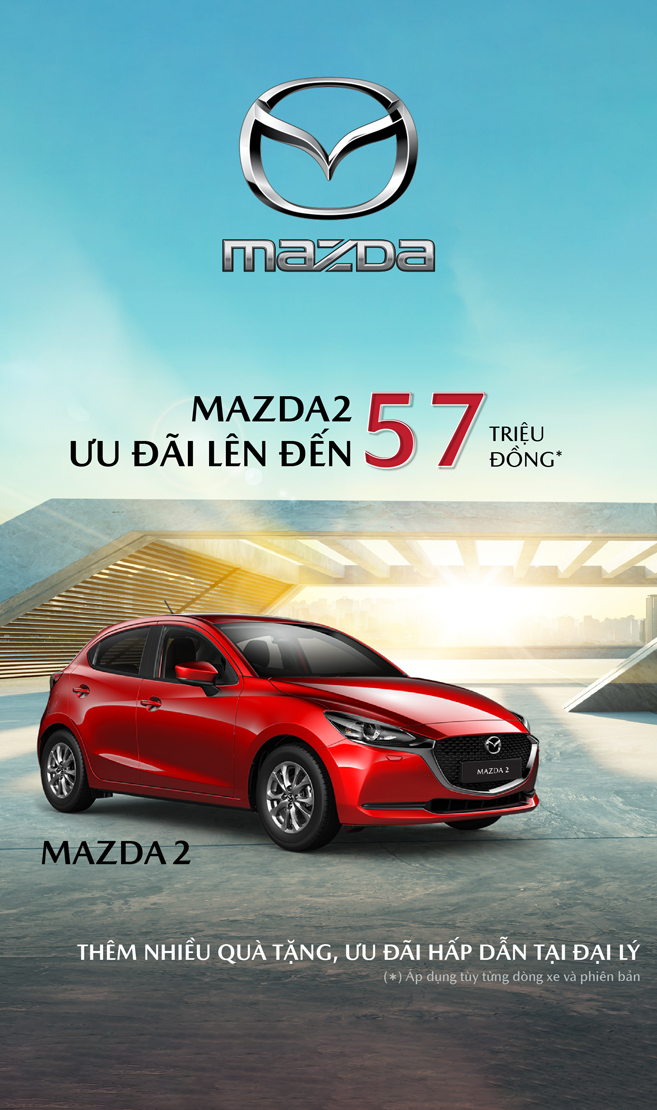 mazda
MAZDA2
ƯU ĐÃI LÊN ĐẾN 57 TRIỆU ĐỒNG*
MAZDA 2
MAZDA 2
THÊM NHIỀU QUÀ TẶNG, ƯU ĐÃI HẤP DẪN TẠI ĐẠI LÝ
(*) Áp dụng tùy từng dòng xe và phiên bản